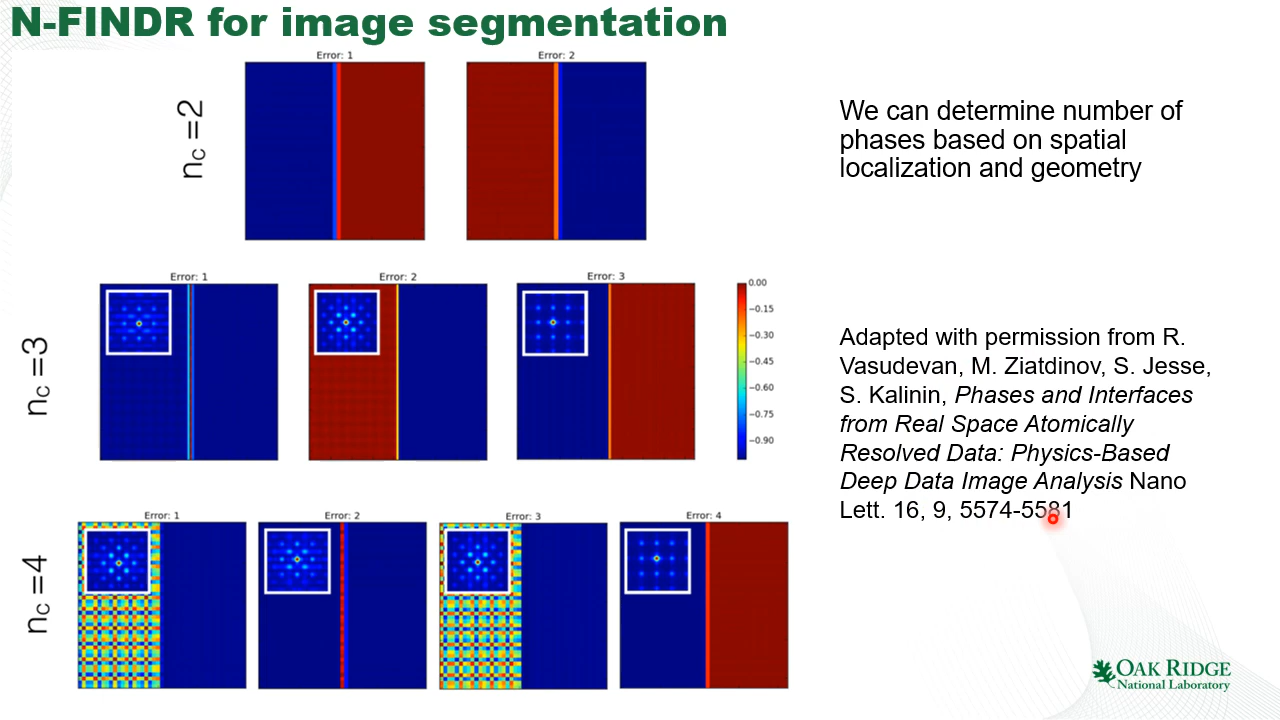 N-FINDR for image segmentation
Error: 1
Error: 2
nc =2
We can determine number of
phases based on spatial
localization and geometry
Error: 1
Error: 2
Error: 3
nc =3
0.00
−0.15
−0.30
−0.45
−0.60
−0.75
−0.90
Adapted with permission from R.
Vasudevan, M. Ziatdinov, S. Jesse,
S. Kalinin, Phases and Interfaces
from Real Space Atomically
Resolved Data: Physics-Based
Deep Data Image Analysis Nano
Lett. 16, 9, 5574-5581
Error: 1
Error: 2
Error: 3
Error: 4
nc =4
OAK RIDGE
National Laboratory